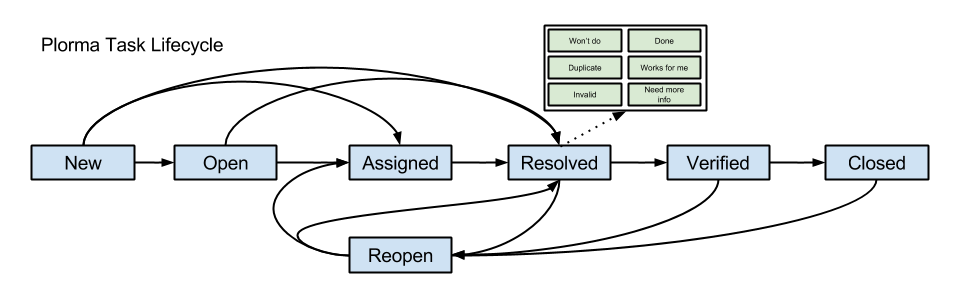 Plorma Task Lifecycle
Won't do
Done
Duplicate
Works for me
Invalid
Need more
info
New
Open
Assigned
Resolved
Verified
Closed
Reopen